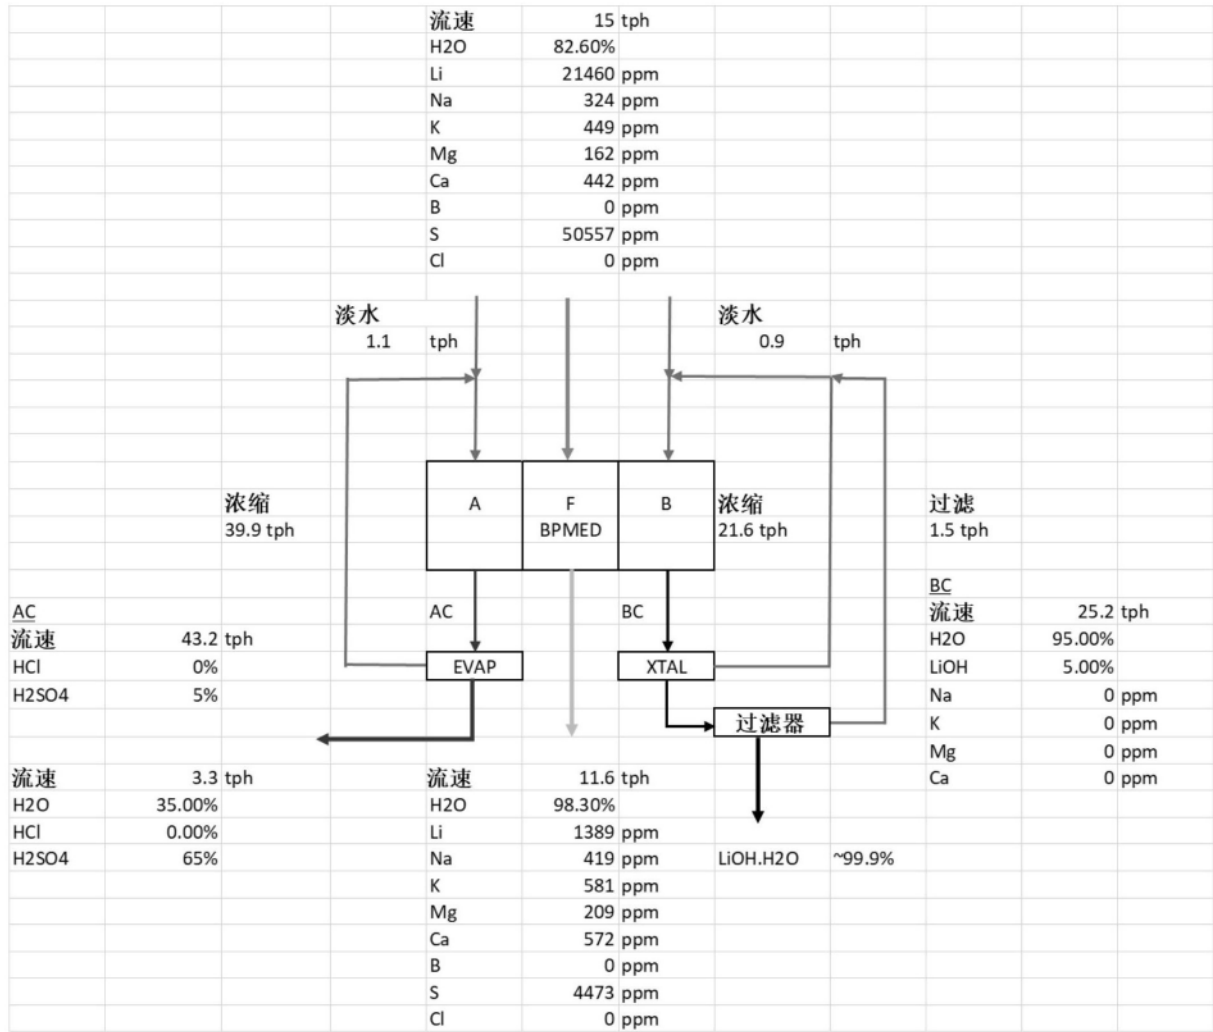 流速 15 tph
H2O 82.60%
Li 21460 ppm
Na 324 ppm
K 449 ppm
Mg 162 ppm
Ca 442 ppm
B 0 ppm
S 50557 ppm
Cl 0 ppm
淡水 淡水
1.1 tph 0.9 tph
浓缩 A F B 浓缩 过滤
39.9 tph BPMED 21.6 tph 1.5 tph
BC
AC AC BC 流速 25.2 tph
流速 43.2 tph H2O 95.00%
HCl 0% EVAP XTAL LiOH 5.00%
H2SO4 5% Na 0 ppm
过滤器 K 0 ppm
Mg 0 ppm
流速 3.3 tph 流速 11.6 tph Ca 0 ppm
H2O 35.00% H2O 98.30%
HCl 0.00% Li 1389 ppm
H2SO4 65% Na 419 ppm LiOH.H2O ~99.9%
K 581 ppm
Mg 209 ppm
Ca 572 ppm
B 0 ppm
S 4473 ppm
Cl 0 ppm